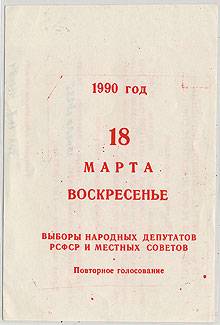 1990 год
18
МАРТА
ВОСКРЕСЕНЬЕ
ВЫБОРЫ НАРОДНЫХ ДЕПУТАТОВ
РСФСР И МЕСТНЫХ СОВЕТОВ
Повторное голосование